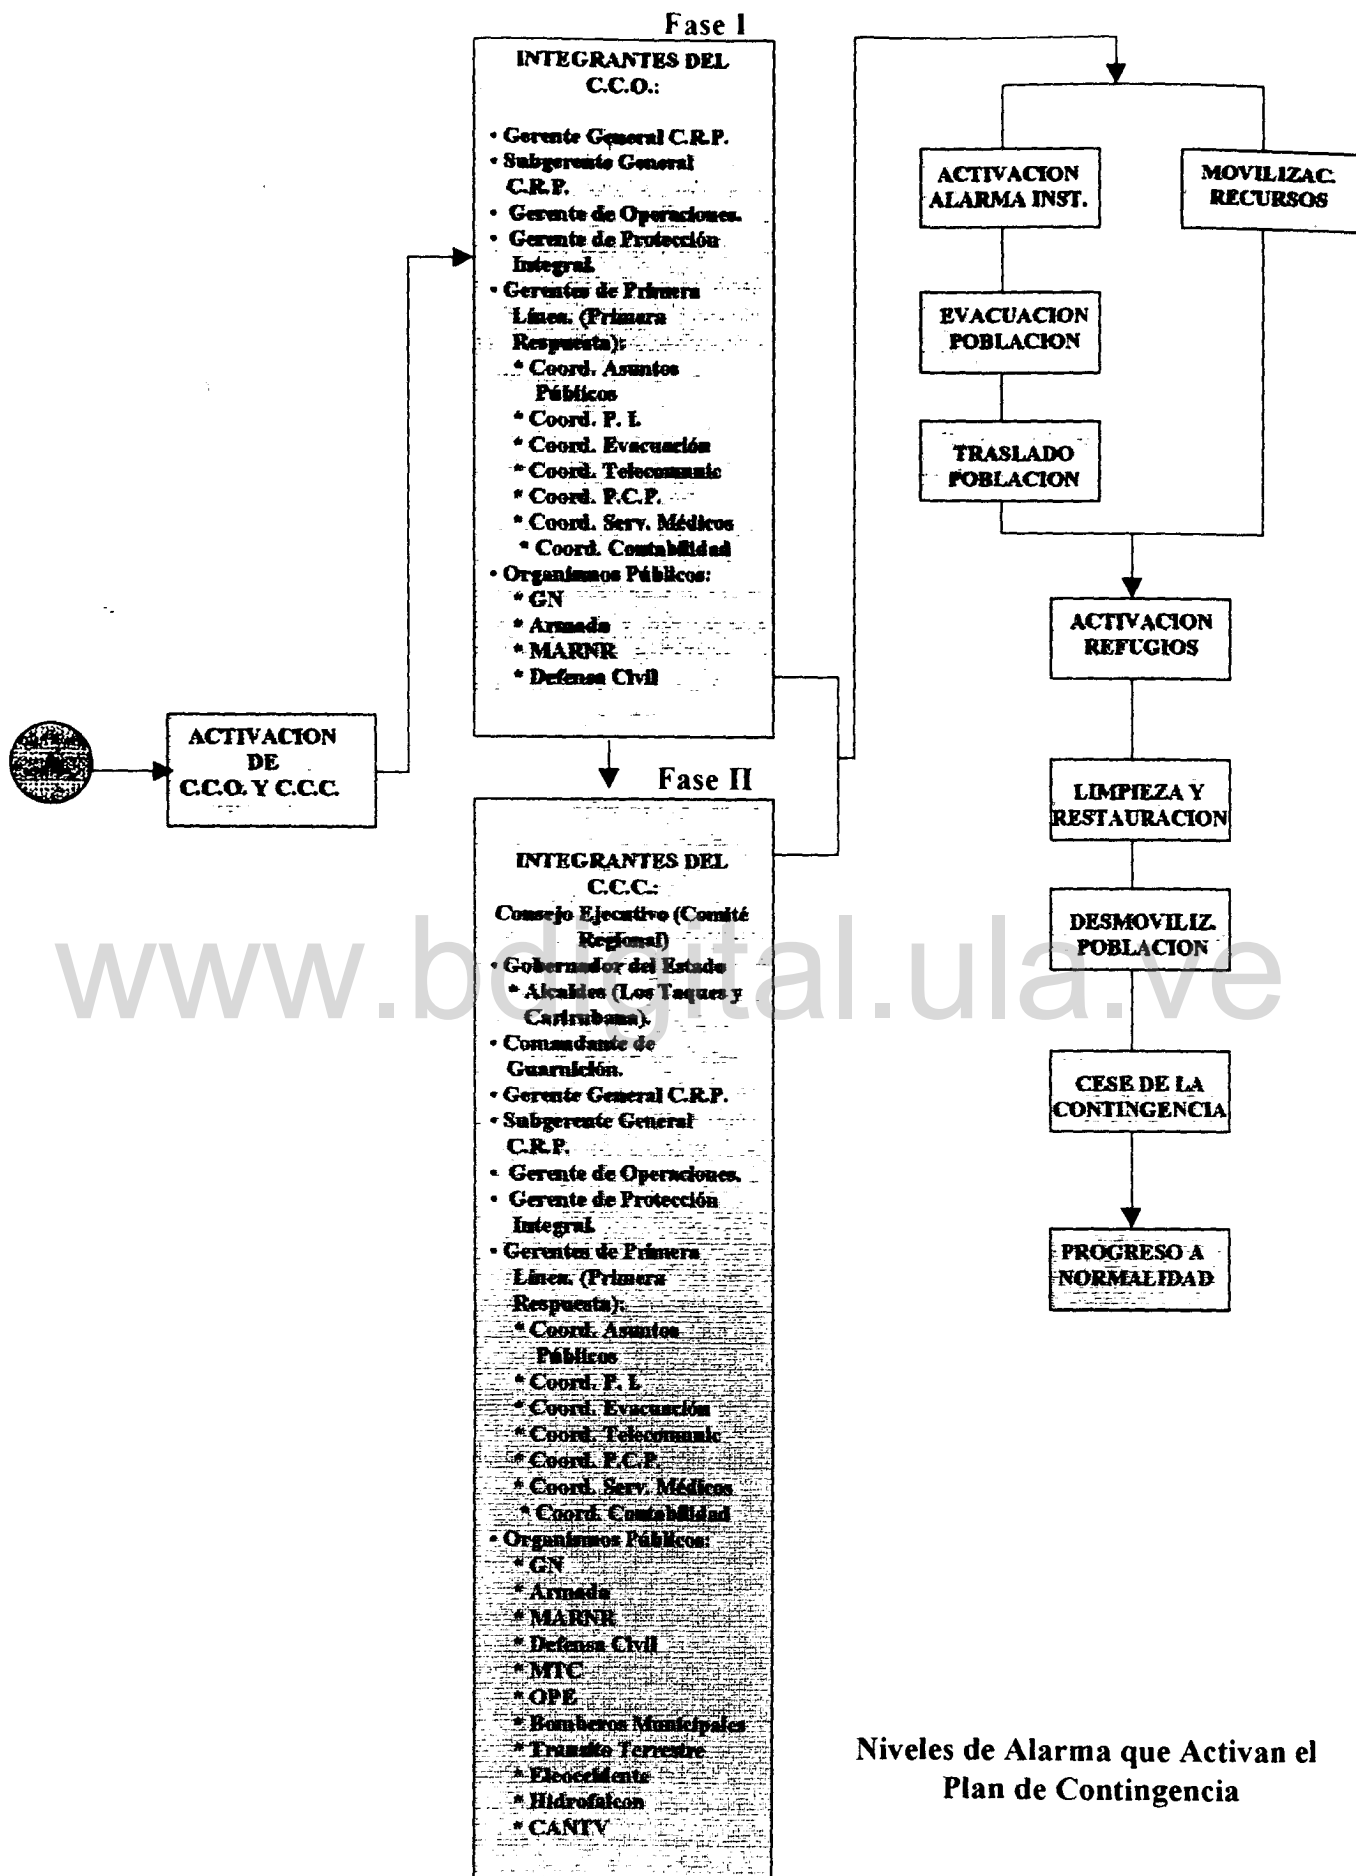 Fase I
INTEGRANTES DEL
C.C.O.:
• Gerente General C.R.P.
• Subgerente General
C.R.P.
• Gerente de Operaciones.
• Gerente de Protección
Integral.
• Gerentes de Primera
Línea. (Primera
Respuesta):
* Coord. Asuntos
Públicos
* Coord. P. I.
* Coord. Evacuación
* Coord. Telecomunic
* Coord. P.C.P.
* Coord. Serv. Médicos
* Coord. Contabilidad
• Organismos Públicos:
* GN
* Armada
* MARNR
* Defensa Civil
ACTIVACION
DE
C.C.O. Y C.C.C.
Fase II
INTEGRANTES DEL
C.C.C.:
Consejo Ejecutivo (Comité
Regional)
• Gobernador del Estado
* Alcaldes (Los Taques y
Carirubana).
• Comandante de
Guarnición.
• Gerente General C.R.P.
• Subgerente General
C.R.P.
• Gerente de Operaciones.
• Gerente de Protección
Integral.
• Gerentes de Primera
Línea. (Primera
Respuesta):
* Coord. Asuntos
Públicos
* Coord. P. I.
* Coord. Evacuación
* Coord. Telecomunic
* Coord. P.C.P.
* Coord. Serv. Médicos
* Coord. Contabilidad
• Organismos Públicos:
* GN
* Armada
* MARNR
* Defensa Civil
* MTC
* OPE
* Bomberos Municipales
* Transito Terrestre
* Eleoccidente
* Hidrofalcon
* CANTV
ACTIVACION
ALARMA INST.
MOVILIZAC.
RECURSOS
EVACUACION
POBLACION
TRASLADO
POBLACION
ACTIVACION
REFUGIOS
LIMPIEZA Y
RESTAURACION
DESMOVILIZ.
POBLACION
CESE DE LA
CONTINGENCIA
PROGRESO A
NORMALIDAD
Niveles de Alarma que Activan el
Plan de Contingencia
www.bdigital.ula.ve